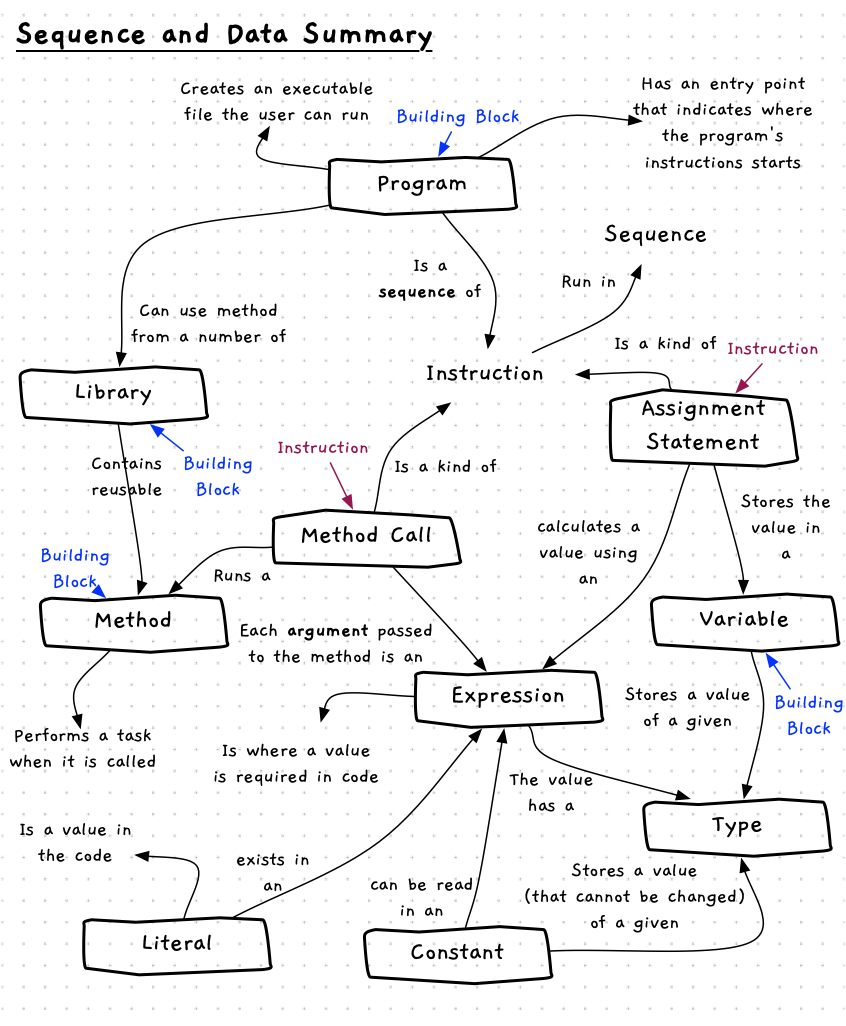 Sequence and Data Summary
Creates an executable
file the user can run
Building Block
Has an entry point
that indicates where
the program's
instructions starts
Program
Sequence
Is a
sequence of
Run in
Can use method
from a number of
Is a kind of
Instruction
Instruction
Library
Assignment
Statement
Contains
reusable
Building
Block
Instruction
Is a kind of
Method Call
calculates a
value using
an
Stores the
value in
a
Building
Block
Runs a
Method
Variable
Each argument passed
to the method is an
Expression
Stores a value
of a given
Building
Block
Performs a task
when it is called
Is where a value
is required in code
The value
has a
Type
Is a value in
the code
exists in
an
can be read
in an
Stores a value
(that cannot be changed)
of a given
Literal
Constant